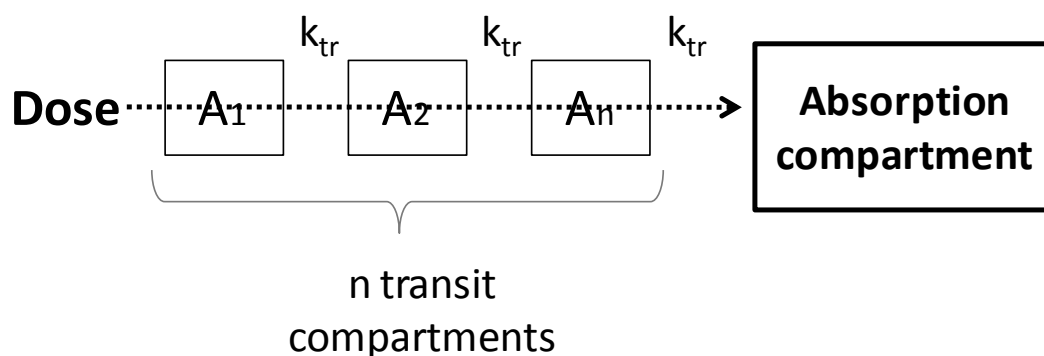 k_tr k_tr k_tr
Dose A1 A2 An Absorption
compartment
n transit
compartments